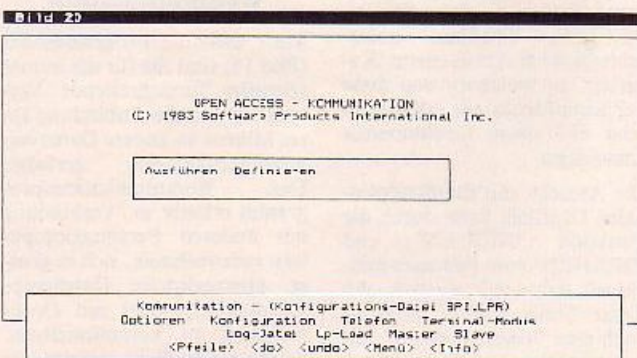 Bild 20
OPEN ACCESS - KOMMUNIKATION
(C) 1983 Software Products International Inc.
Ausführen Definieren
Kommunikation - (Konfigurations-Datei SPI.LPR)
Optionen Konfiguration Telefon Terminal-Modus
Log-Datei Lp-Load Master Slave
<Pfeile> <do> <undo> <Menü> <Info>